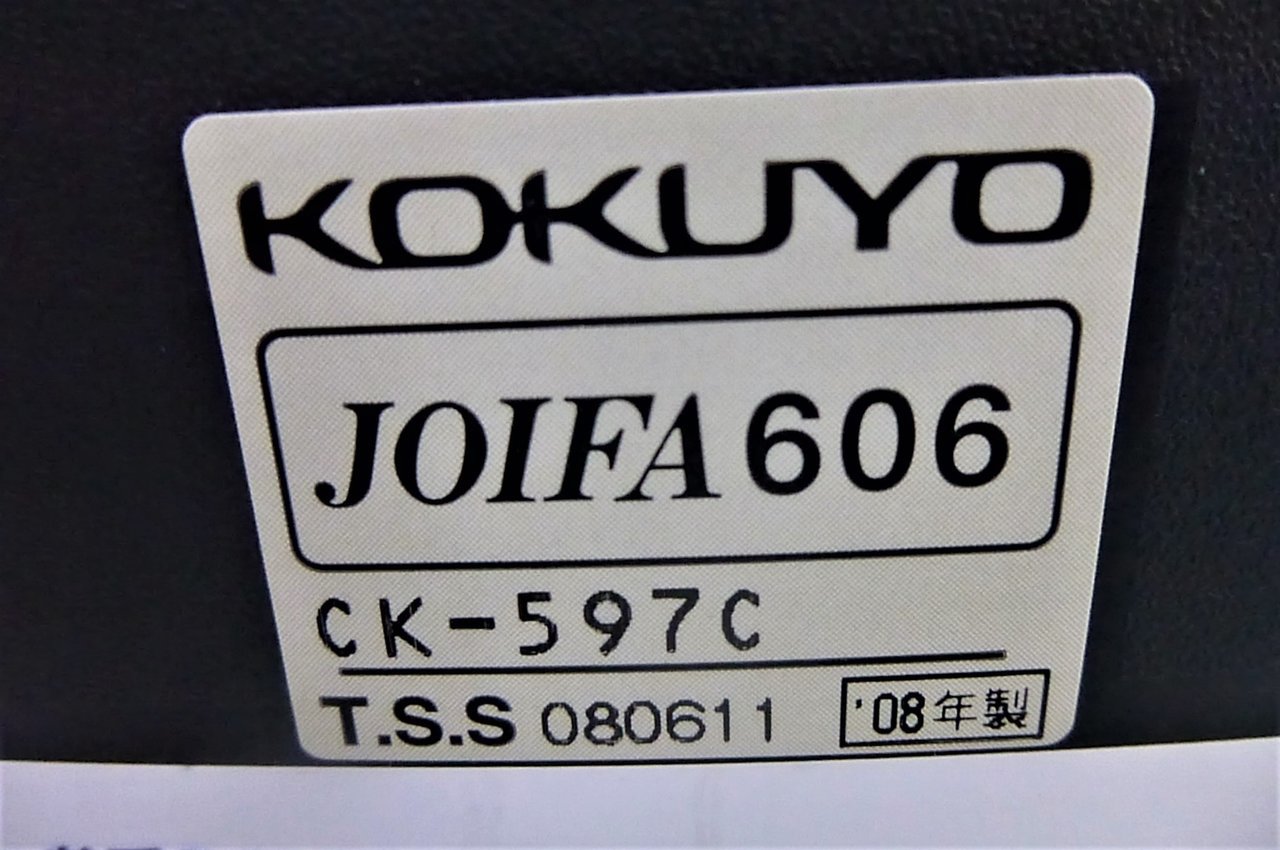 KOKUYO
JOIFA 606
CK-597C
T.S.S 080611 '08年製